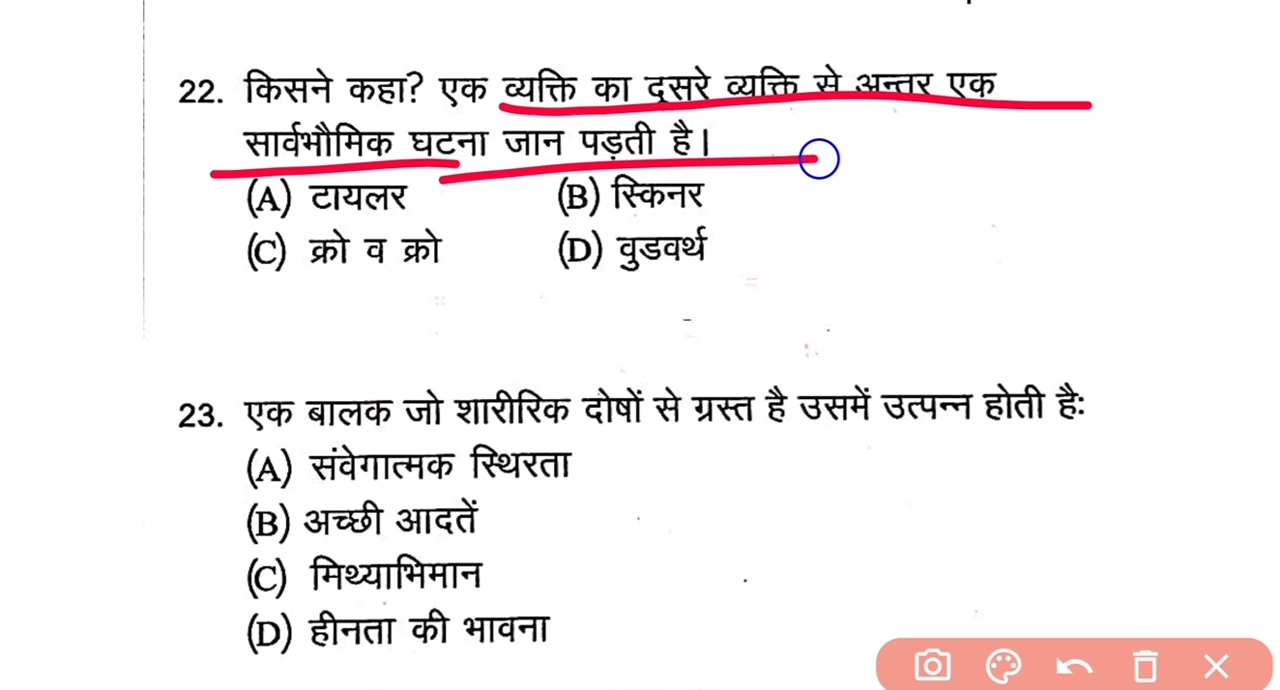 22. किसने कहा? एक व्यक्ति का दूसरे व्यक्ति से अन्तर एक
सार्वभौमिक घटना जान पड़ती है।
(A) टायलर (B) स्किनर
(C) क्रो व क्रो (D) वुडवर्थ
23. एक बालक जो शारीरिक दोषों से ग्रस्त है उसमें उत्पन्न होती है:
(A) संवेगात्मक स्थिरता
(B) अच्छी आदतें
(C) मिथ्याभिमान
(D) हीनता की भावना